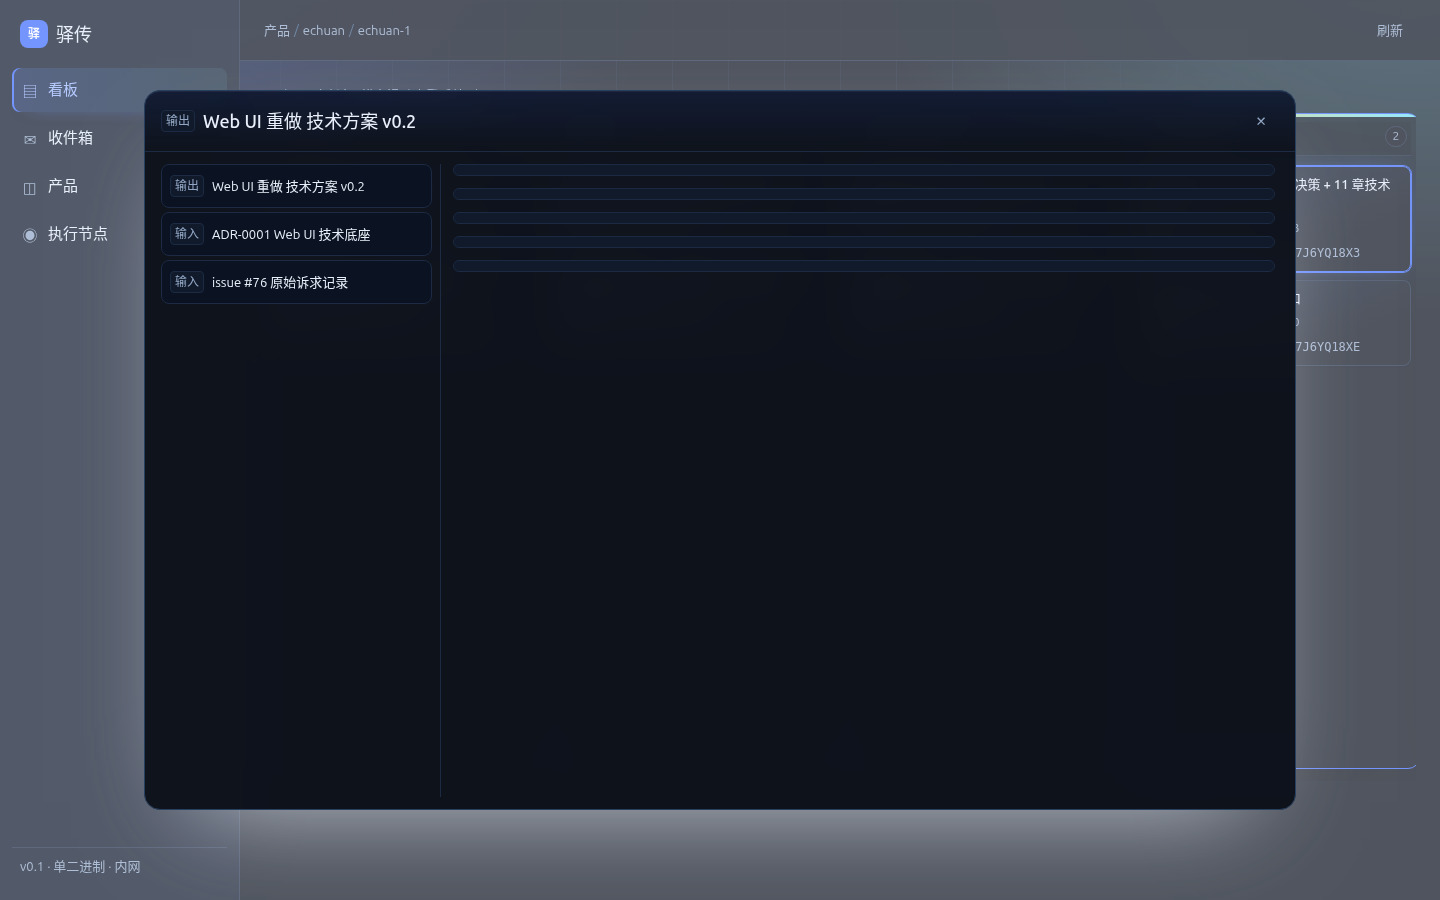 驿 驿传
产品 / echuan / echuan-1
刷新
看板
收件箱
产品
执行节点
输出 Web UI 重做 技术方案 v0.2 ×
输出 Web UI 重做 技术方案 v0.2
输入 ADR-0001 Web UI 技术底座
输入 issue #76 原始诉求记录
2
决策 + 11 章技术
7J6YQ18X3
7J6YQ18XE
v0.1 · 单二进制 · 内网